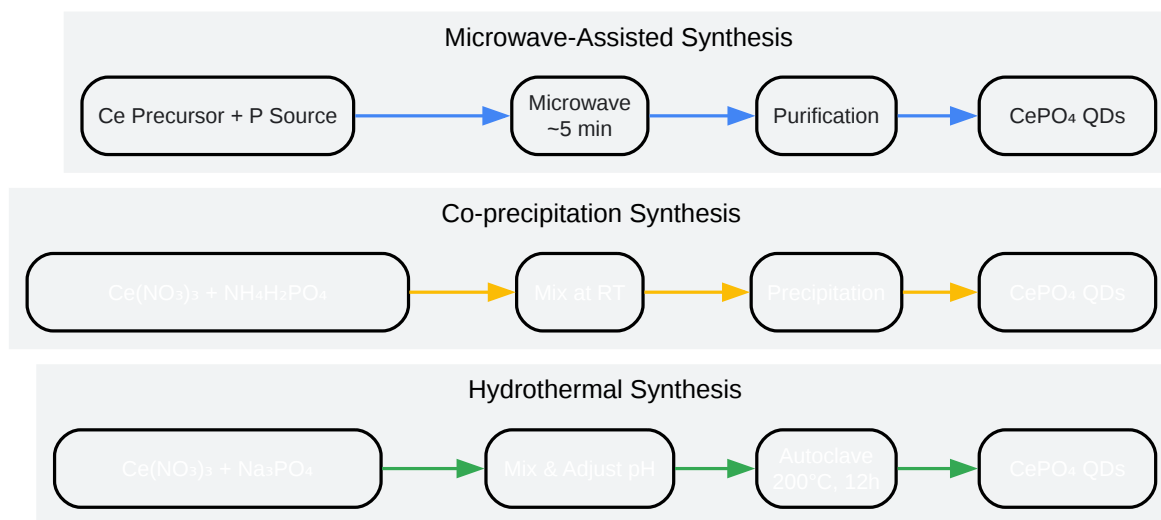 Microwave-Assisted Synthesis
Ce Precursor + P Source
Microwave
~5 min
Purification
CePO₄ QDs
Co-precipitation Synthesis
Ce(NO₃)₃ + NH₄H₂PO₄
Mix at RT
Precipitation
CePO₄ QDs
Hydrothermal Synthesis
Ce(NO₃)₃ + Na₃PO₄
Mix & Adjust pH
Autoclave
200°C, 12h
CePO₄ QDs